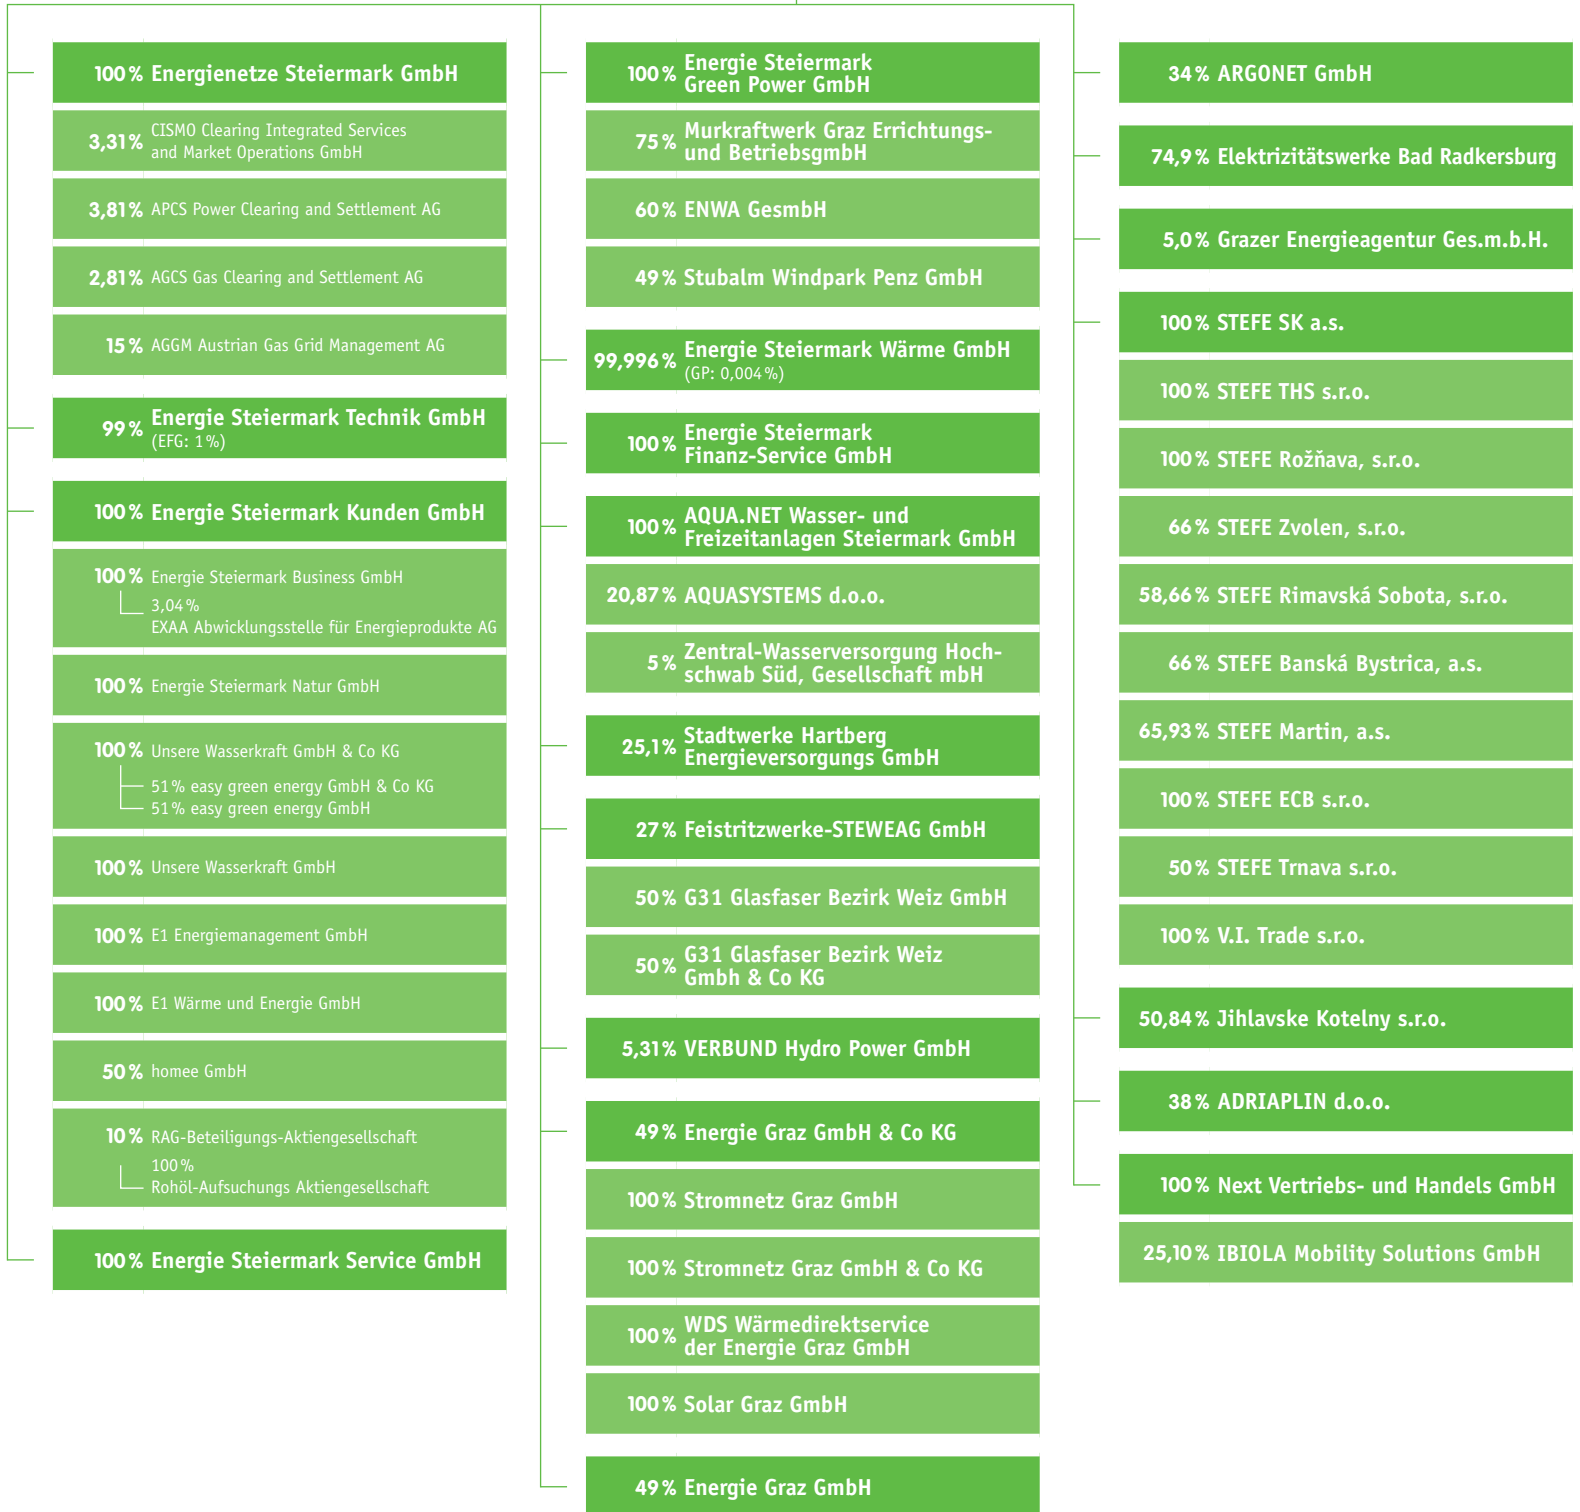 100 % Energienetze Steiermark GmbH
3,31 % CISMO Clearing Integrated Services
and Market Operations GmbH
3,81 % APCS Power Clearing and Settlement AG
2,81 % AGCS Gas Clearing and Settlement AG
15 % AGGM Austrian Gas Grid Management AG
99 % Energie Steiermark Technik GmbH
(EFG: 1 %)
100 % Energie Steiermark Kunden GmbH
100 % Energie Steiermark Business GmbH
3,04 %
EXAA Abwicklungsstelle für Energieprodukte AG
100 % Energie Steiermark Natur GmbH
100 % Unsere Wasserkraft GmbH & Co KG
51 % easy green energy GmbH & Co KG
51 % easy green energy GmbH
100 % Unsere Wasserkraft GmbH
100 % E1 Energiemanagement GmbH
100 % E1 Wärme und Energie GmbH
50 % homee GmbH
10 % RAG-Beteiligungs-Aktiengesellschaft
100 %
Rohöl-Aufsuchungs Aktiengesellschaft
100 % Energie Steiermark Service GmbH
100 % Energie Steiermark
Green Power GmbH
75 % Murkraftwerk Graz Errichtungs-
und BetriebsgmbH
60 % ENWA GesmbH
49 % Stubalm Windpark Penz GmbH
99,996 % Energie Steiermark Wärme GmbH
(GP: 0,004 %)
100 % Energie Steiermark
Finanz-Service GmbH
100 % AQUA.NET Wasser- und
Freizeitanlagen Steiermark GmbH
20,87 % AQUASYSTEMS d.o.o.
5 % Zentral-Wasserversorgung Hoch-
schwab Süd, Gesellschaft mbH
25,1 % Stadtwerke Hartberg
Energieversorgungs GmbH
27 % Feistritzwerke-STEWEAG GmbH
50 % G31 Glasfaser Bezirk Weiz GmbH
50 % G31 Glasfaser Bezirk Weiz
Gmbh & Co KG
5,31 % VERBUND Hydro Power GmbH
49 % Energie Graz GmbH & Co KG
100 % Stromnetz Graz GmbH
100 % Stromnetz Graz GmbH & Co KG
100 % WDS Wärmedirektservice
der Energie Graz GmbH
100 % Solar Graz GmbH
49 % Energie Graz GmbH
34 % ARGONET GmbH
74,9 % Elektrizitätswerke Bad Radkersburg
5,0 % Grazer Energieagentur Ges.m.b.H.
100 % STEFE SK a.s.
100 % STEFE THS s.r.o.
100 % STEFE Rožňava, s.r.o.
66 % STEFE Zvolen, s.r.o.
58,66 % STEFE Rimavská Sobota, s.r.o.
66 % STEFE Banská Bystrica, a.s.
65,93 % STEFE Martin, a.s.
100 % STEFE ECB s.r.o.
50 % STEFE Trnava s.r.o.
100 % V.I. Trade s.r.o.
50,84 % Jihlavske Kotelny s.r.o.
38 % ADRIAPLIN d.o.o.
100 % Next Vertriebs- und Handels GmbH
25,10 % IBIOLA Mobility Solutions GmbH